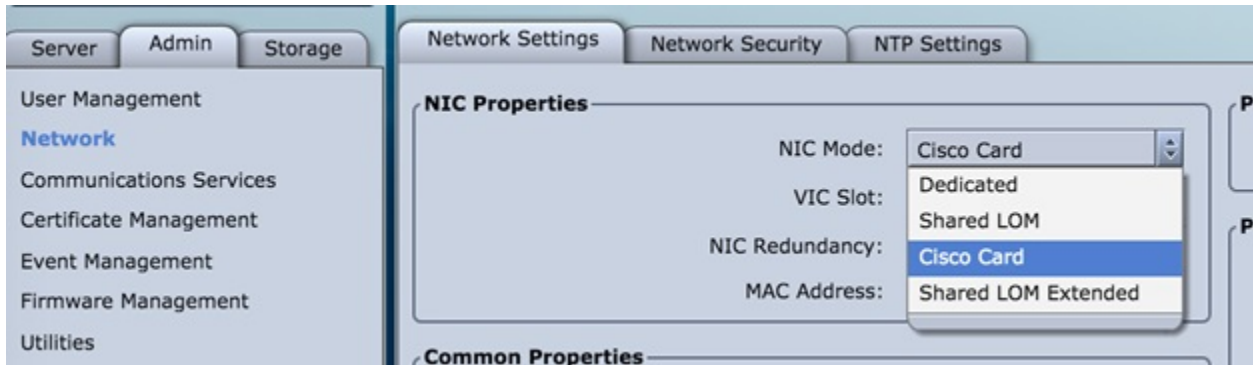 Server
Admin
Storage
User Management
Network
Communications Services
Certificate Management
Event Management
Firmware Management
Utilities
Network Settings
Network Security
NTP Settings
NIC Properties
NIC Mode:
Cisco Card
VIC Slot:
NIC Redundancy:
MAC Address:
Dedicated
Shared LOM
Cisco Card
Shared LOM Extended
Common Properties
P
P